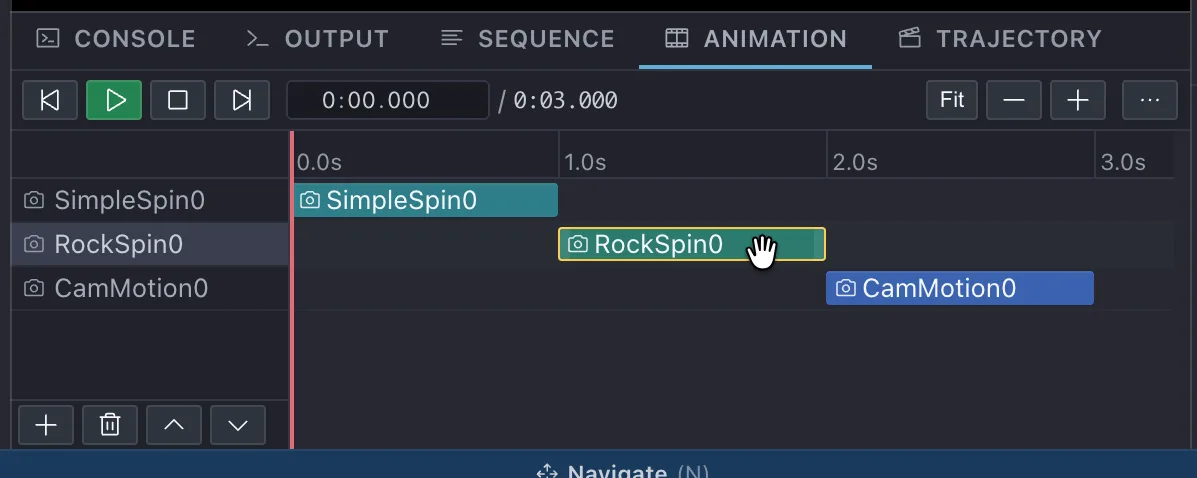 CONSOLE OUTPUT SEQUENCE ANIMATION TRAJECTORY
0:00.000 / 0:03.000 Fit ...
0.0s 1.0s 2.0s 3.0s
SimpleSpin0 SimpleSpin0
RockSpin0 RockSpin0
CamMotion0 CamMotion0
Navigate (N)